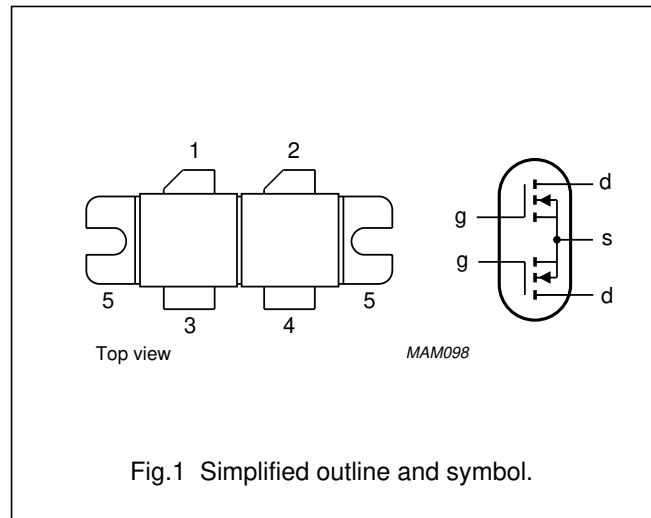 1 2
d
g
s
g
d
5 5
3 4
Top view MAM098
Fig.1 Simplified outline and symbol.